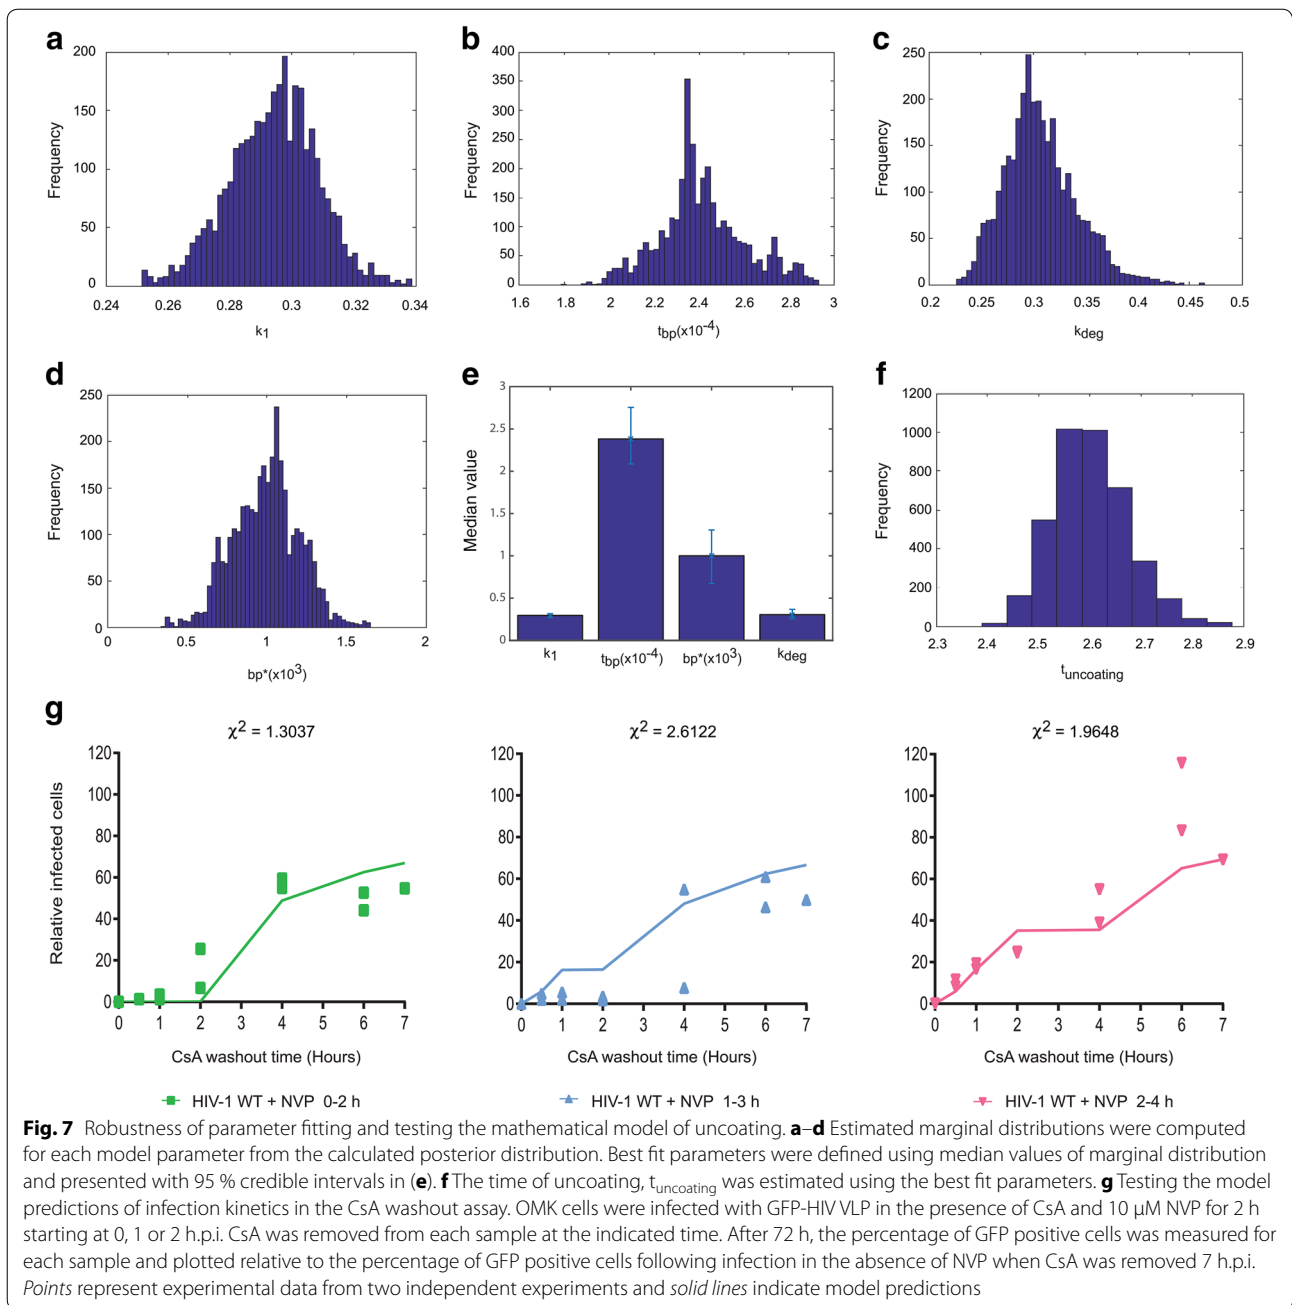 a
200
150
100
50
0
Frequency
0.24 0.26 0.28 0.3 0.32 0.34
k1
b
400
350
300
250
200
150
100
50
0
Frequency
1.6 1.8 2 2.2 2.4 2.6 2.8 3
tbp(x10-4)
c
250
200
150
100
50
0
Frequency
0.2 0.25 0.3 0.35 0.4 0.45 0.5
kdeg
d
250
200
150
100
50
0
Frequency
0 0.5 1 1.5 2
bp*(x103)
e
3
2.5
2
1.5
1
0.5
0
Median value
k1 tbp(x10-4) bp*(x103) kdeg
f
1200
1000
800
600
400
200
0
Frequency
2.3 2.4 2.5 2.6 2.7 2.8 2.9
tuncoating
g
χ2 = 1.3037
120
100
80
60
40
20
0
Relative infected cells
0 1 2 4 6 7
CsA washout time (Hours)
HIV-1 WT + NVP 0-2 h
χ2 = 2.6122
120
100
80
60
40
20
0
0 1 2 4 6 7
CsA washout time (Hours)
HIV-1 WT + NVP 1-3 h
χ2 = 1.9648
120
100
80
60
40
20
0
0 1 2 4 6 7
CsA washout time (Hours)
HIV-1 WT + NVP 2-4 h
Fig. 7 Robustness of parameter fitting and testing the mathematical model of uncoating. a–d Estimated marginal distributions were computed
for each model parameter from the calculated posterior distribution. Best fit parameters were defined using median values of marginal distribution
and presented with 95 % credible intervals in (e). f The time of uncoating, tuncoating was estimated using the best fit parameters. g Testing the model
predictions of infection kinetics in the CsA washout assay. OMK cells were infected with GFP-HIV VLP in the presence of CsA and 10 μM NVP for 2 h
starting at 0, 1 or 2 h.p.i. CsA was removed from each sample at the indicated time. After 72 h, the percentage of GFP positive cells was measured for
each sample and plotted relative to the percentage of GFP positive cells following infection in the absence of NVP when CsA was removed 7 h.p.i.
Points represent experimental data from two independent experiments and solid lines indicate model predictions